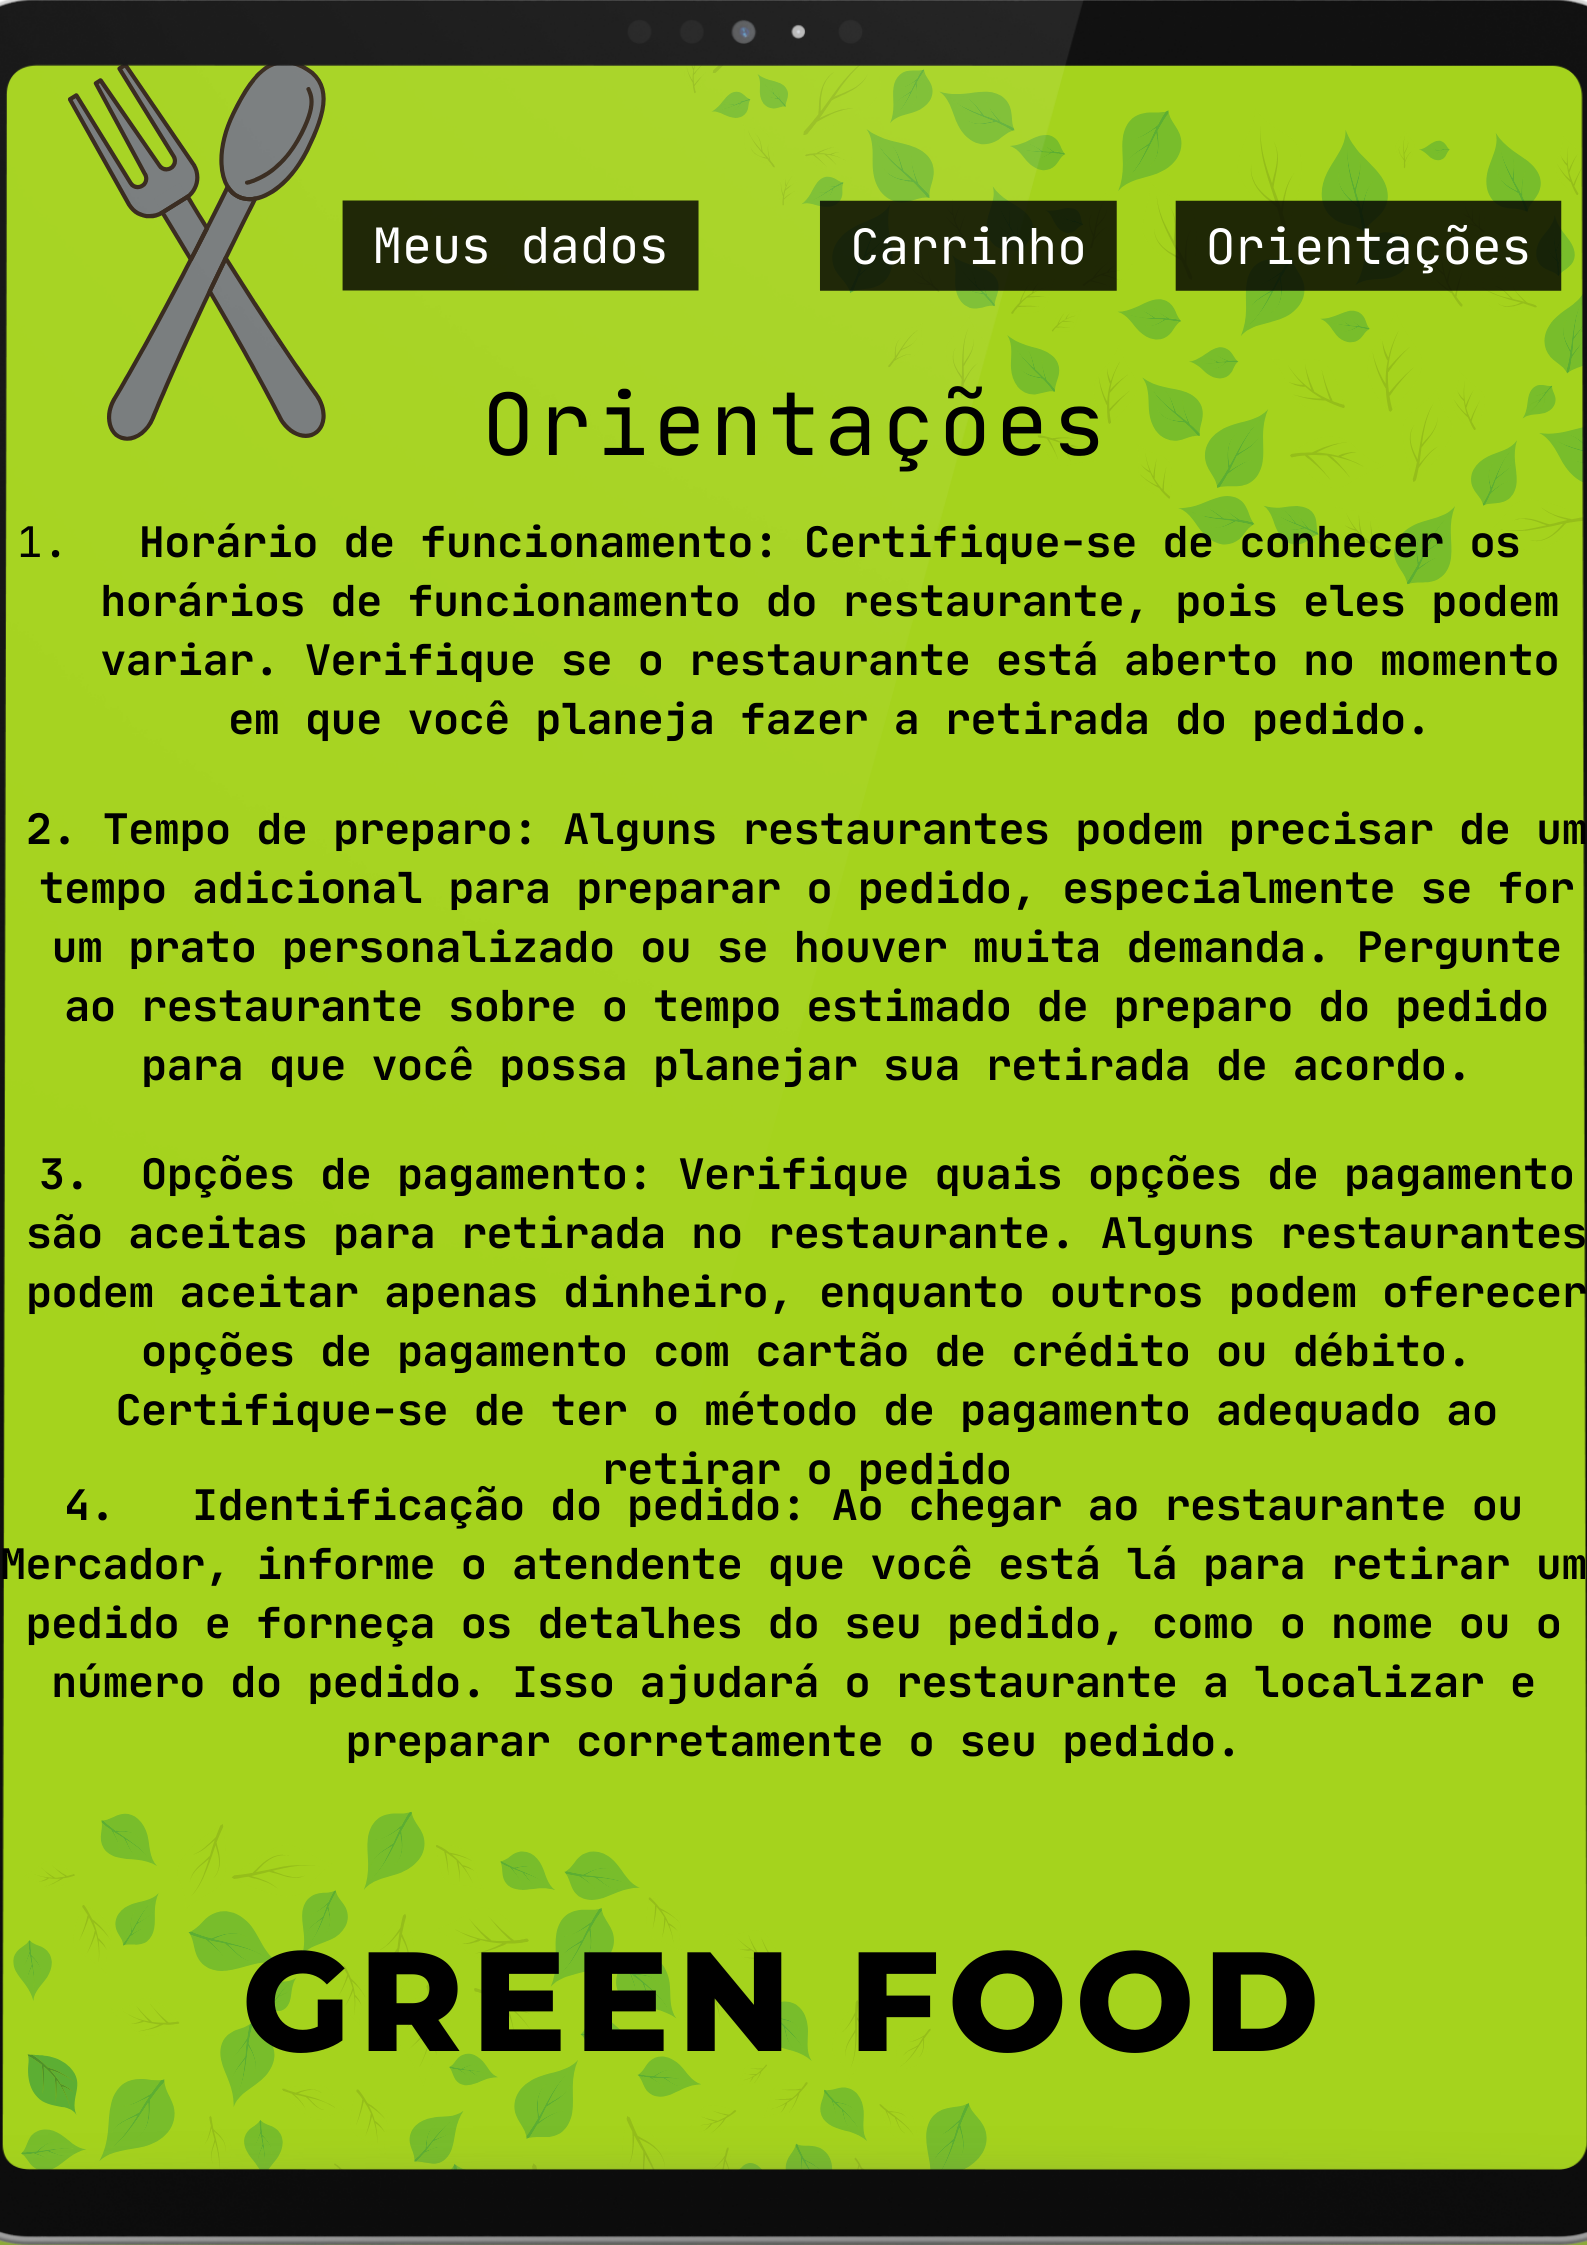 Meus dados Carrinho Orientações
Orientações
1. Horário de funcionamento: Certifique-se de conhecer os
horários de funcionamento do restaurante, pois eles podem
variar. Verifique se o restaurante está aberto no momento
em que você planeja fazer a retirada do pedido.
2. Tempo de preparo: Alguns restaurantes podem precisar de um
tempo adicional para preparar o pedido, especialmente se for
um prato personalizado ou se houver muita demanda. Pergunte
ao restaurante sobre o tempo estimado de preparo do pedido
para que você possa planejar sua retirada de acordo.
3. Opções de pagamento: Verifique quais opções de pagamento
são aceitas para retirada no restaurante. Alguns restaurantes
podem aceitar apenas dinheiro, enquanto outros podem oferecer
opções de pagamento com cartão de crédito ou débito.
Certifique-se de ter o método de pagamento adequado ao
retirar o pedido
4. Identificação do pedido: Ao chegar ao restaurante ou
Mercador, informe o atendente que você está lá para retirar um
pedido e forneça os detalhes do seu pedido, como o nome ou o
número do pedido. Isso ajudará o restaurante a localizar e
preparar corretamente o seu pedido.
GREEN FOOD